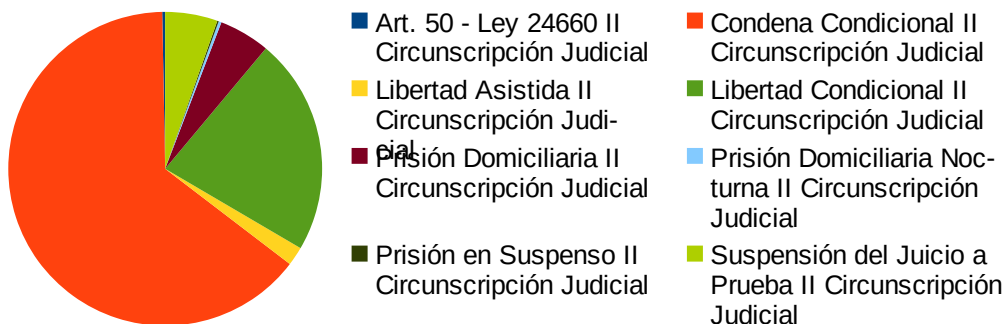 Art. 50 - Ley 24660 II
Circunscripción Judicial
Condena Condicional II
Circunscripción Judicial
Libertad Asistida II
Circunscripción Judi-
cial
Libertad Condicional II
Circunscripción Judicial
Prisión Domiciliaria II
Circunscripción Judicial
Prisión Domiciliaria Noc-
turna II Circunscripción
Judicial
Prisión en Suspenso II
Circunscripción Judicial
Suspensión del Juicio a
Prueba II Circunscripción
Judicial